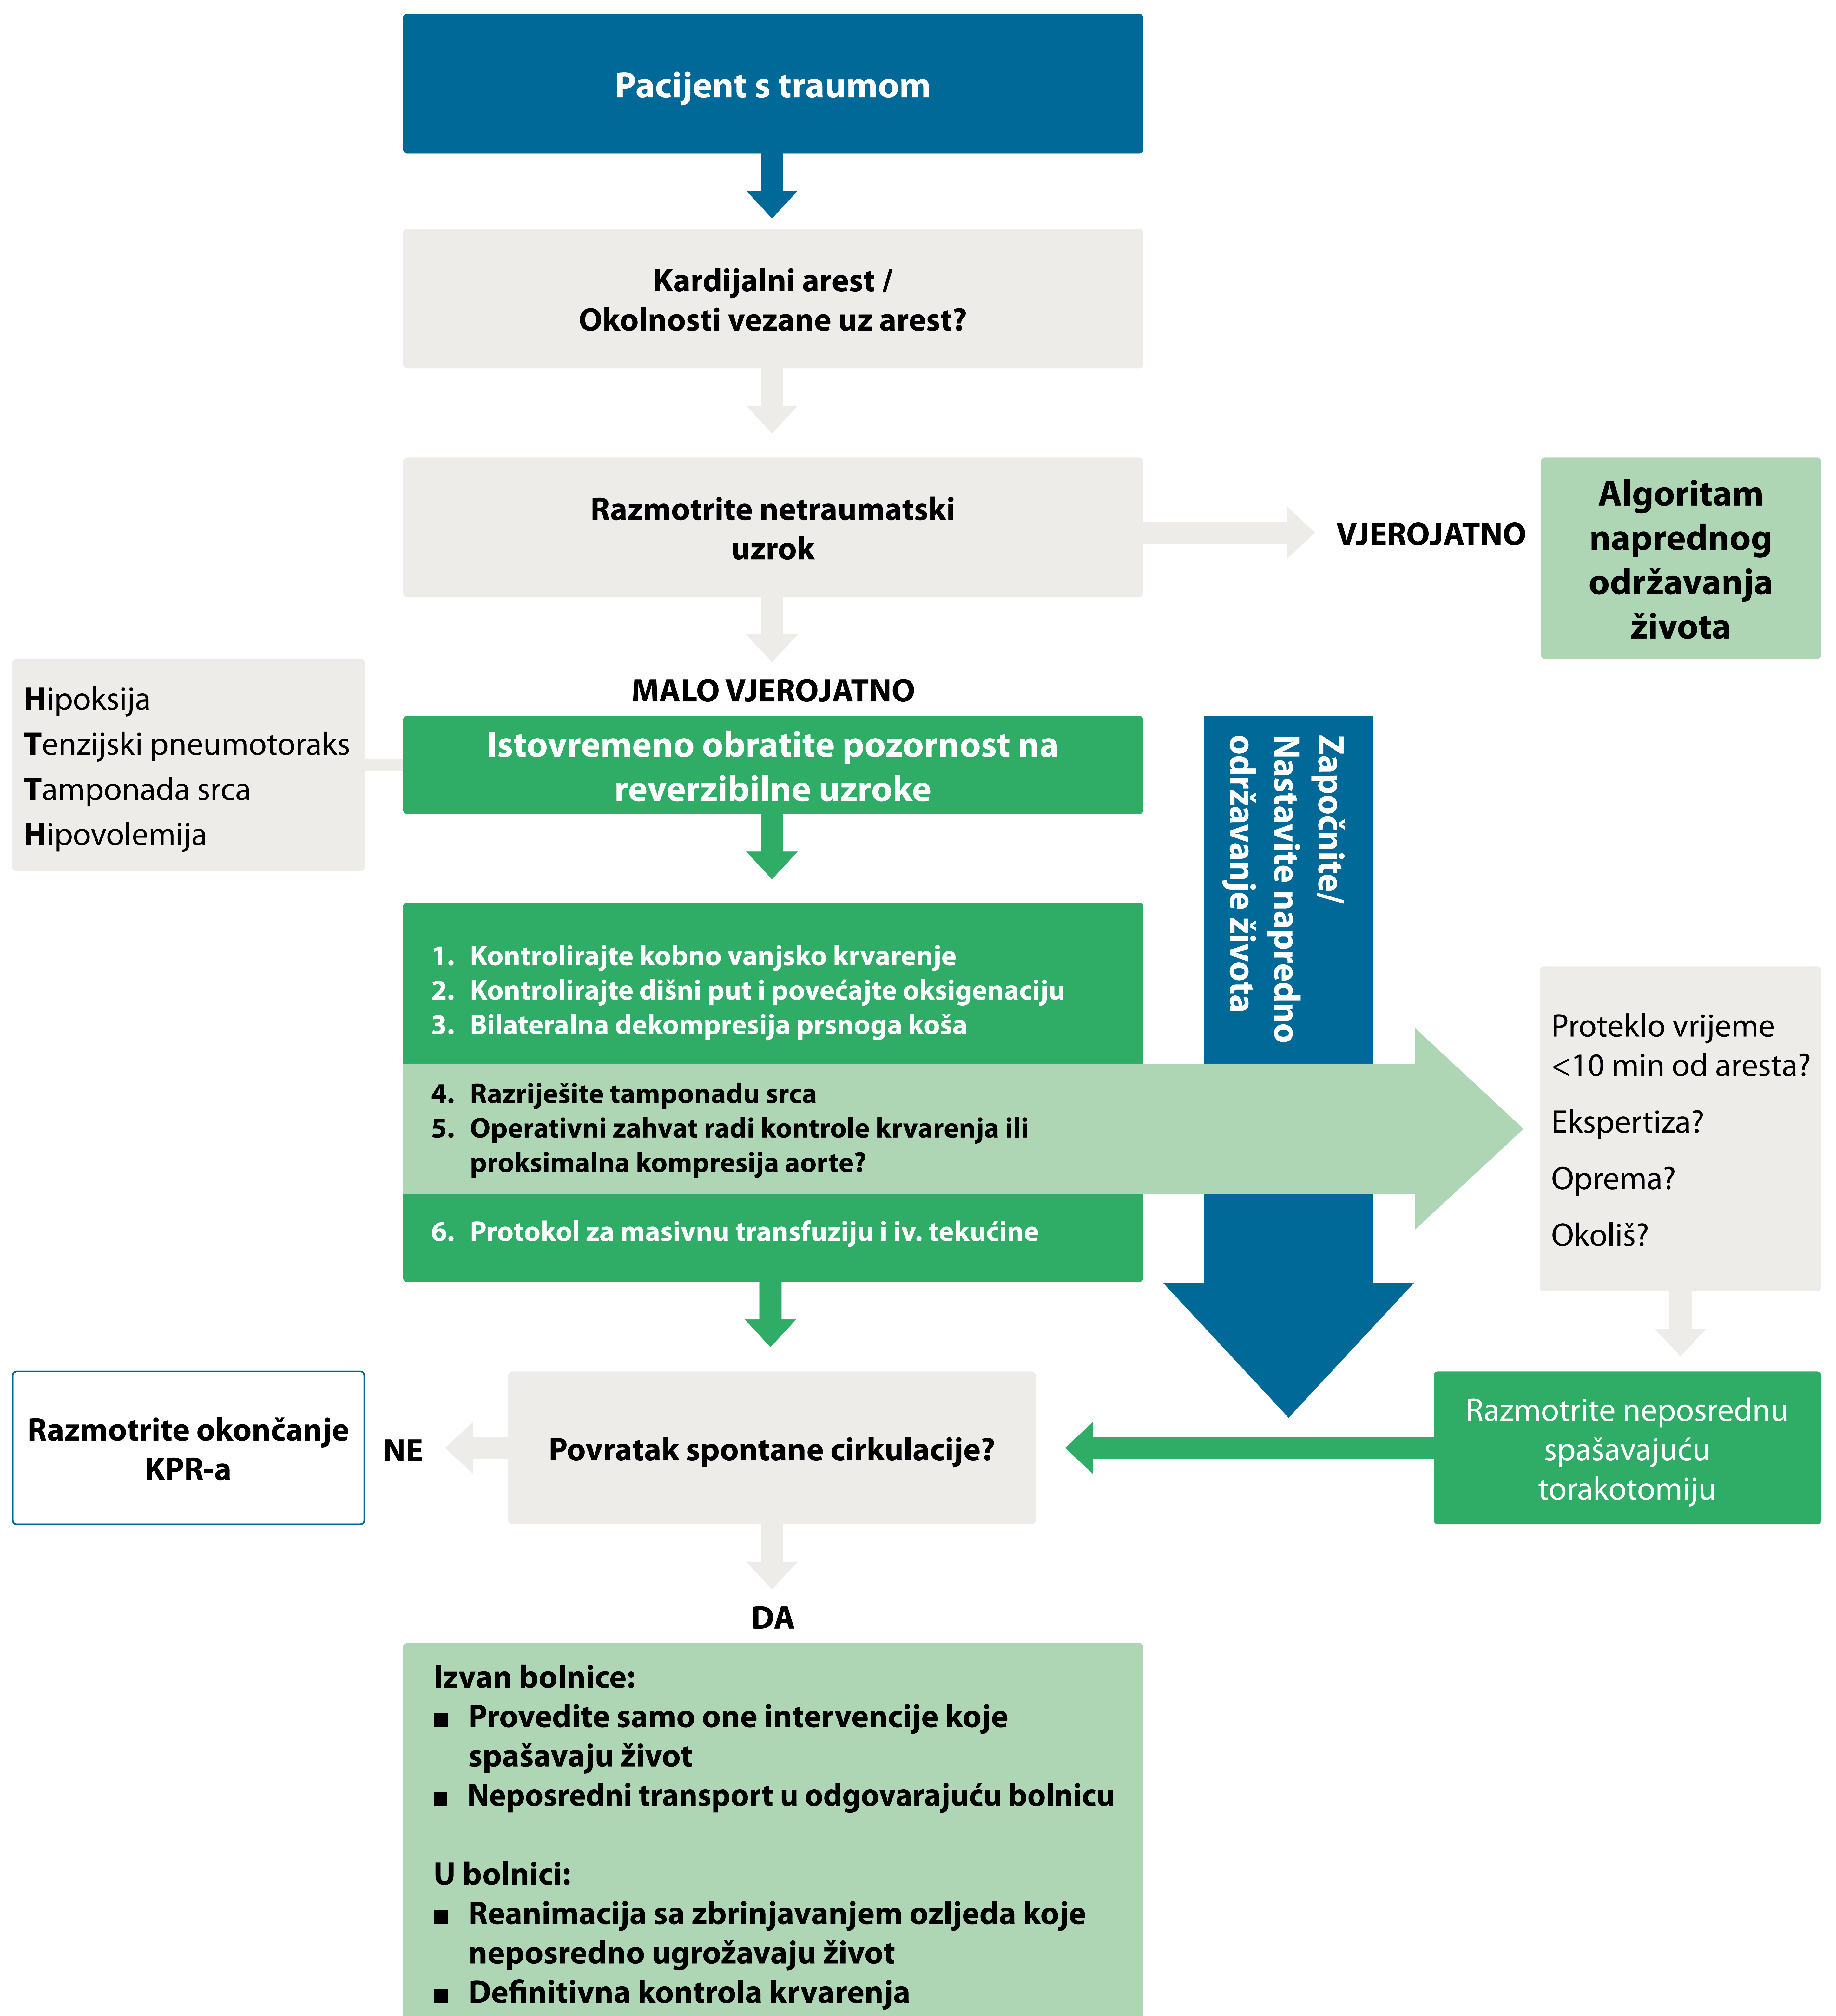 Pacijent s traumom
Kardijalni arest /
Okolnosti vezane uz arest?
Razmotrite netraumatski
uzrok
VJEROJATNO
Algoritam
naprednog
održavanja
života
MALO VJEROJATNO
Hipoksija
Tenzijski pneumotoraks
Tamponada srca
Hipovolemija
Istovremeno obratite pozornost na
reverzibilne uzroke
Započnite/
Nastavite napredno
održavanje života
1. Kontrolirajte kobno vanjsko krvarenje
2. Kontrolirajte dišni put i povećajte oksigenaciju
3. Bilateralna dekompresija prsnoga koša
4. Razriješite tamponadu srca
5. Operativni zahvat radi kontrole krvarenja ili
proksimalna kompresija aorte?
6. Protokol za masivnu transfuziju i iv. tekućine
Proteklo vrijeme
<10 min od aresta?
Ekspertiza?
Oprema?
Okoliš?
Razmotrite neposrednu
spašavajuću
torakotomiju
Povratak spontane cirkulacije?
NE
Razmotrite okončanje
KPR-a
DA
Izvan bolnice:
■ Provedite samo one intervencije koje
spašavaju život
■ Neposredni transport u odgovarajuću bolnicu
U bolnici:
■ Reanimacija sa zbrinjavanjem ozljeda koje
neposredno ugrožavaju život
■ Definitivna kontrola krvarenja